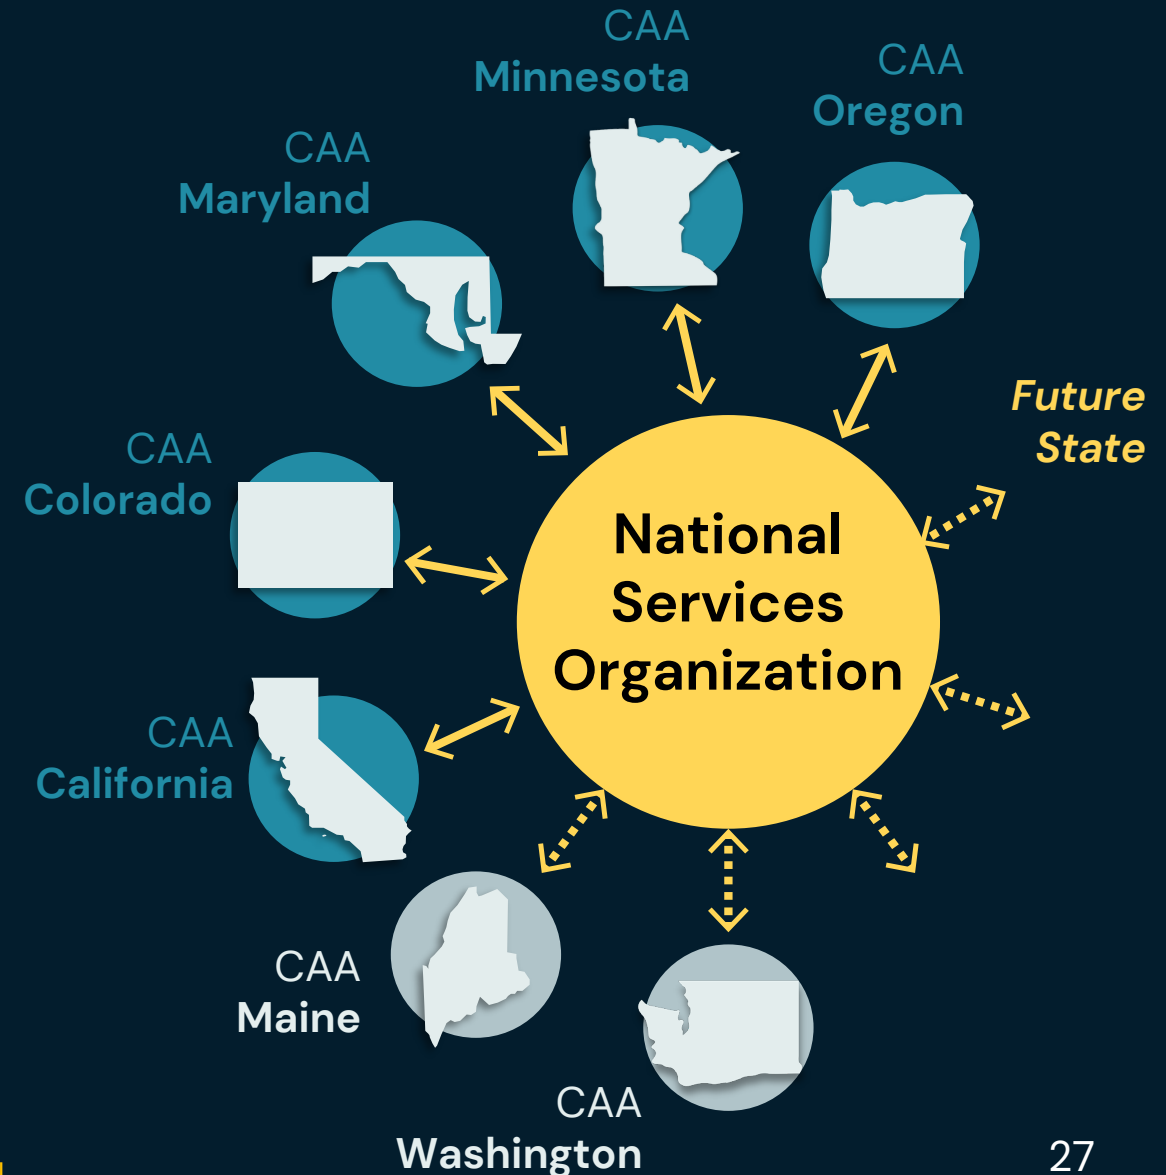 CAA
Minnesota
CAA
Oregon
CAA
Maryland
Future
State
CAA
Colorado
National
Services
Organization
CAA
California
CAA
Maine
CAA
Washington
27